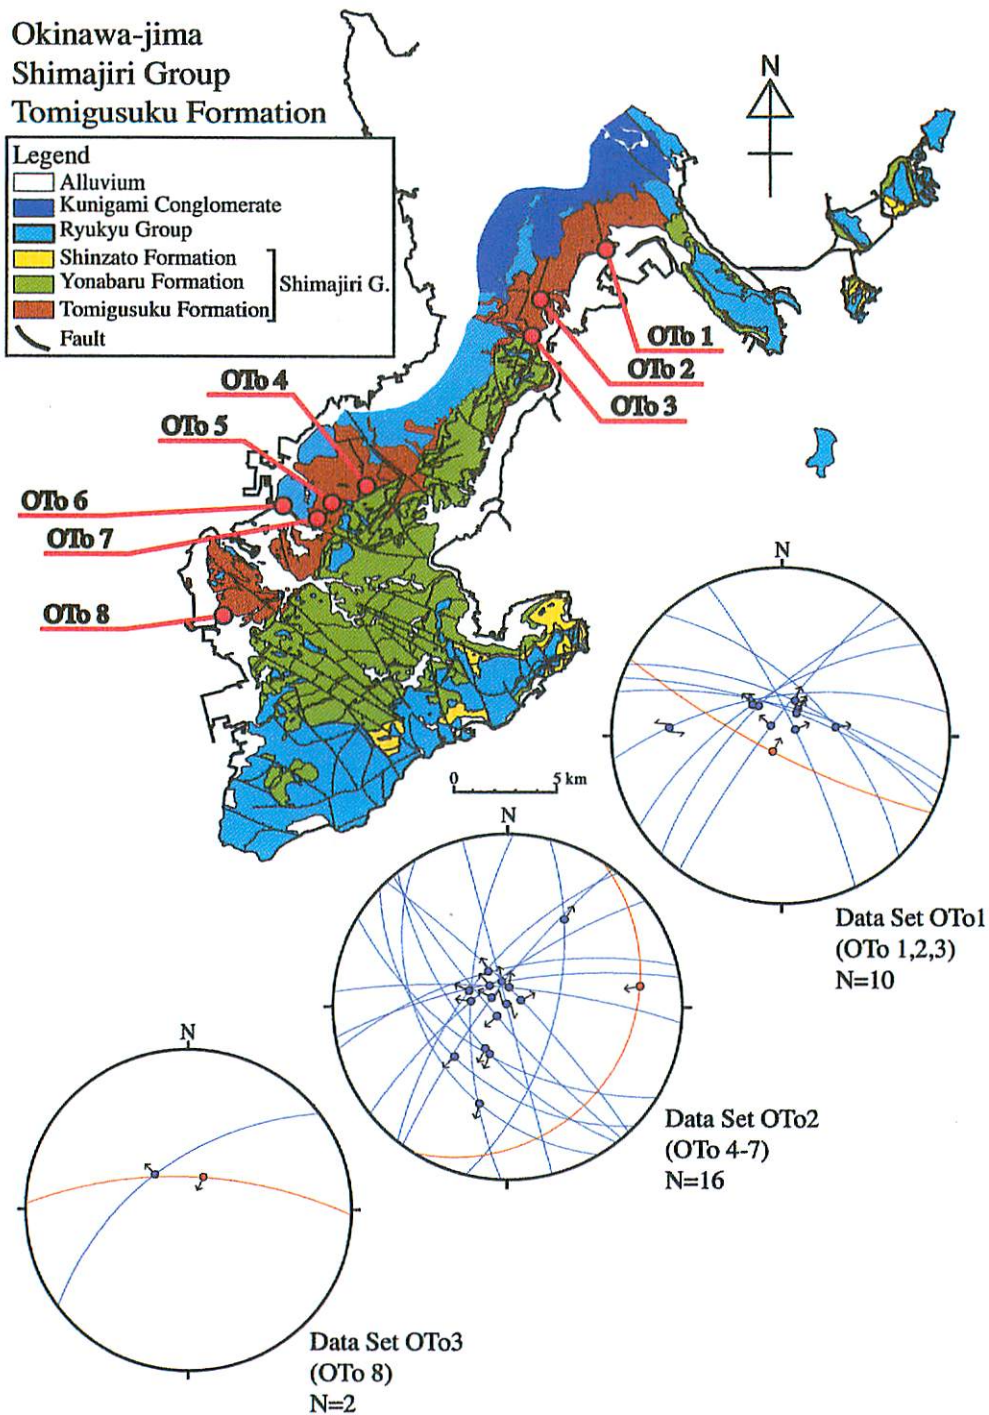 Okinawa-jima
Shimajiri Group
Tomigusuku Formation
Legend
Alluvium
Kunigami Conglomerate
Ryukyu Group
Shinzato Formation
Yonabaru Formation
Shimajiri G.
Tomigusuku Formation
Fault
N
OTo 1
OTo 2
OTo 3
OTo 4
OTo 5
OTo 6
OTo 7
OTo 8
0 5 km
N
Data Set OTo1
(OTo 1,2,3)
N=10
N
Data Set OTo2
(OTo 4-7)
N=16
N
Data Set OTo3
(OTo 8)
N=2